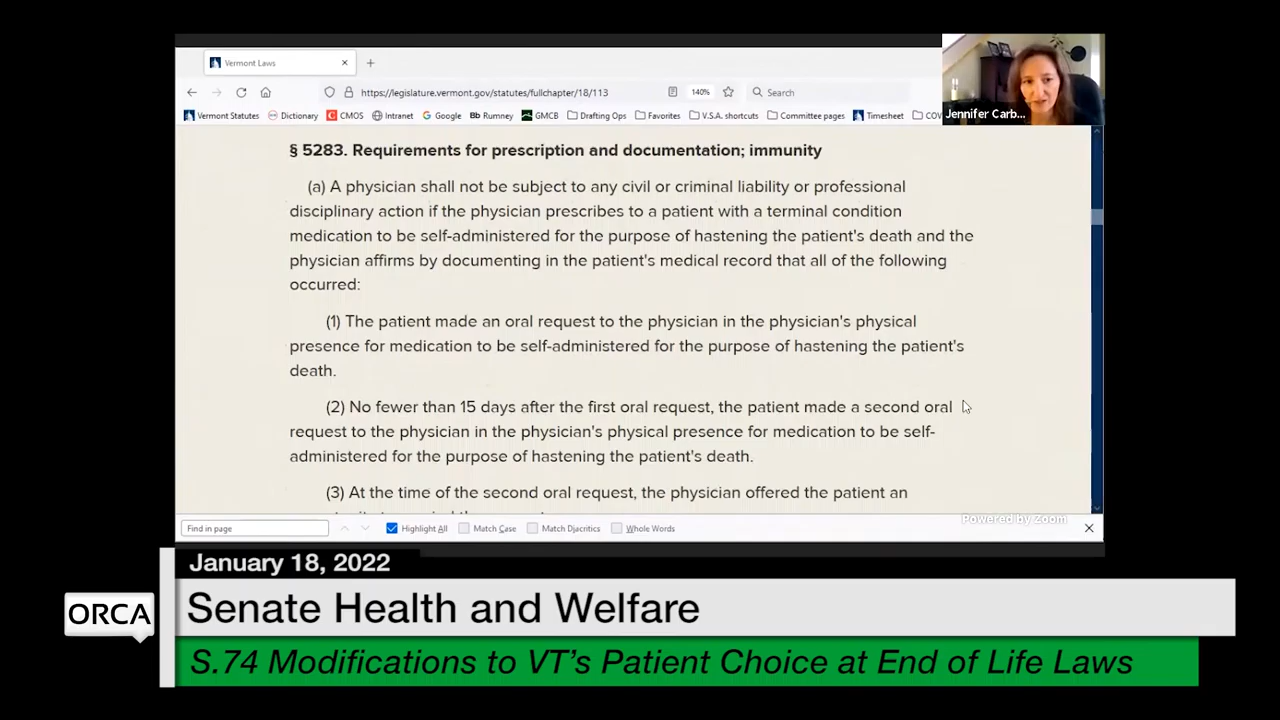 Vermont Laws
https://legislature.vermont.gov/statutes/fullchapter/18/113
140%
Search
Jennifer Carb...
Vermont Statutes
Dictionary
CMOS
Intranet
Google
Bb Rumney
GMCB
Drafting Ops
Favorites
V.S.A. shortcuts
Committee pages
Timesheet
COV
§ 5283. Requirements for prescription and documentation; immunity
(a) A physician shall not be subject to any civil or criminal liability or professional
disciplinary action if the physician prescribes to a patient with a terminal condition
medication to be self-administered for the purpose of hastening the patient's death and the
physician affirms by documenting in the patient's medical record that all of the following
occurred:
(1) The patient made an oral request to the physician in the physician's physical
presence for medication to be self-administered for the purpose of hastening the patient's
death.
(2) No fewer than 15 days after the first oral request, the patient made a second oral
request to the physician in the physician's physical presence for medication to be self-
administered for the purpose of hastening the patient's death.
(3) At the time of the second oral request, the physician offered the patient an
Powered by Zoom
Find in page
Highlight All
Match Case
Match Diacritics
Whole Words
January 18, 2022
ORCA
Senate Health and Welfare
S.74 Modifications to VT's Patient Choice at End of Life Laws